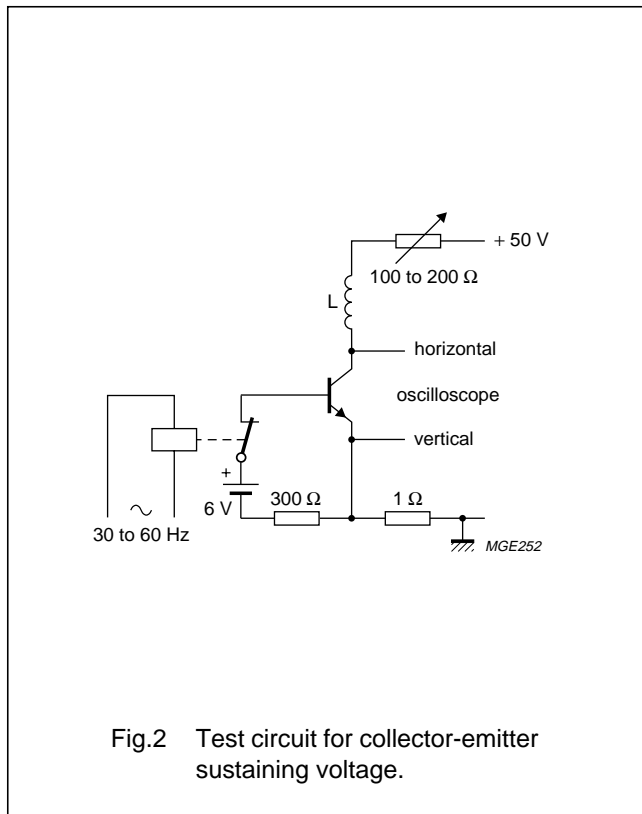 + 50 V
100 to 200 Ω
L
horizontal
oscilloscope
vertical
+
6 V
300 Ω
1 Ω
30 to 60 Hz
MGE252
Fig.2 Test circuit for collector-emitter
sustaining voltage.